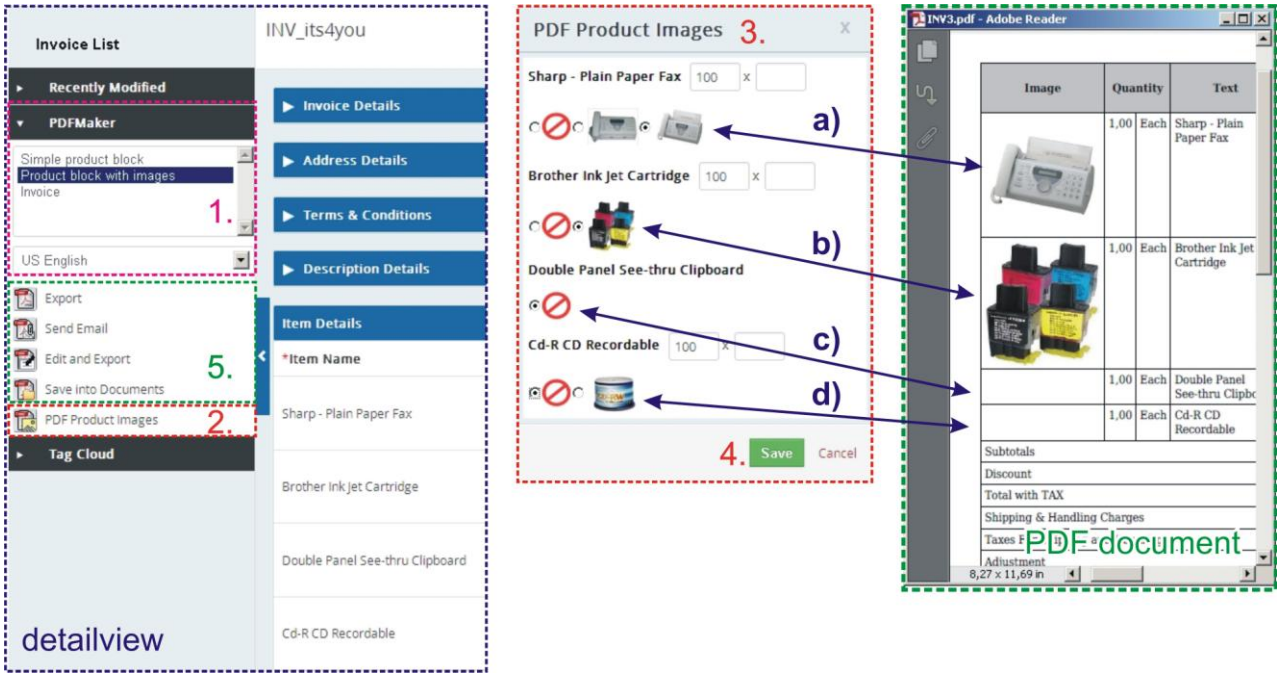 Invoice List
Recently Modified
PDFMaker
Simple product block
Product block with images
Invoice
1.
US English
Export
Send Email
Edit and Export
5.
Save into Documents
PDF Product Images
2.
Tag Cloud
detailview
INV_its4you
Invoice Details
Address Details
Terms & Conditions
Description Details
Item Details
*Item Name
Sharp - Plain Paper Fax
Brother Ink Jet Cartridge
Double Panel See-thru Clipboard
Cd-R CD Recordable
PDF Product Images 3. x
Sharp - Plain Paper Fax 100 x
a)
Brother Ink Jet Cartridge 100 x
b)
Double Panel See-thru Clipboard
c)
Cd-R CD Recordable 100 x
d)
4. Save Cancel
INV3.pdf - Adobe Reader
Image Quantity Text
1,00 Each Sharp - Plain
Paper Fax
1,00 Each Brother Ink Jet
Cartridge
1,00 Each Double Panel
See-thru Clipbo
1,00 Each Cd-R CD
Recordable
Subtotals
Discount
Total with TAX
Shipping & Handling Charges
Taxes
PDF document
Adjustment
8,27 x 11,69 in